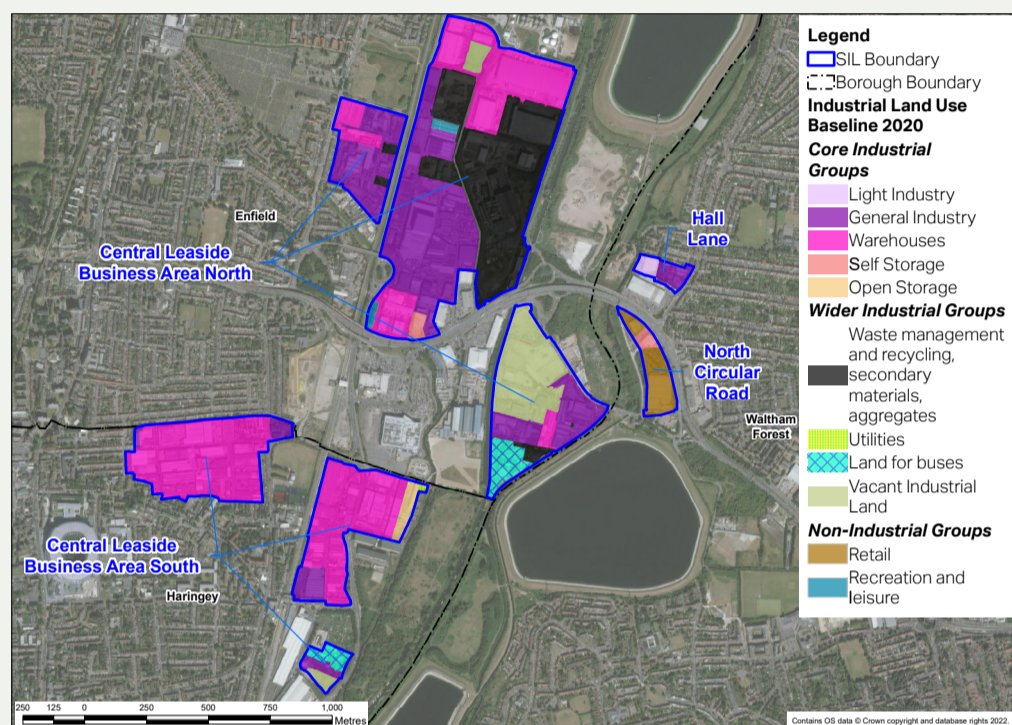 Legend
SIL Boundary
Borough Boundary
Industrial Land Use
Baseline 2020
Core Industrial
Groups
Light Industry
General Industry
Warehouses
Self Storage
Open Storage
Wider Industrial Groups
Waste management
and recycling,
secondary
materials,
aggregates
Utilities
Land for buses
Vacant Industrial
Land
Non-Industrial Groups
Retail
Recreation and
leisure
Enfield
Central Leaside
Business Area North
Hall
Lane
North
Circular
Road
Waltham
Forest
Central Leaside
Business Area South
Haringey
250 125 0 250 500 750 1,000
Metres
Contains OS data © Crown copyright and database rights 2022.